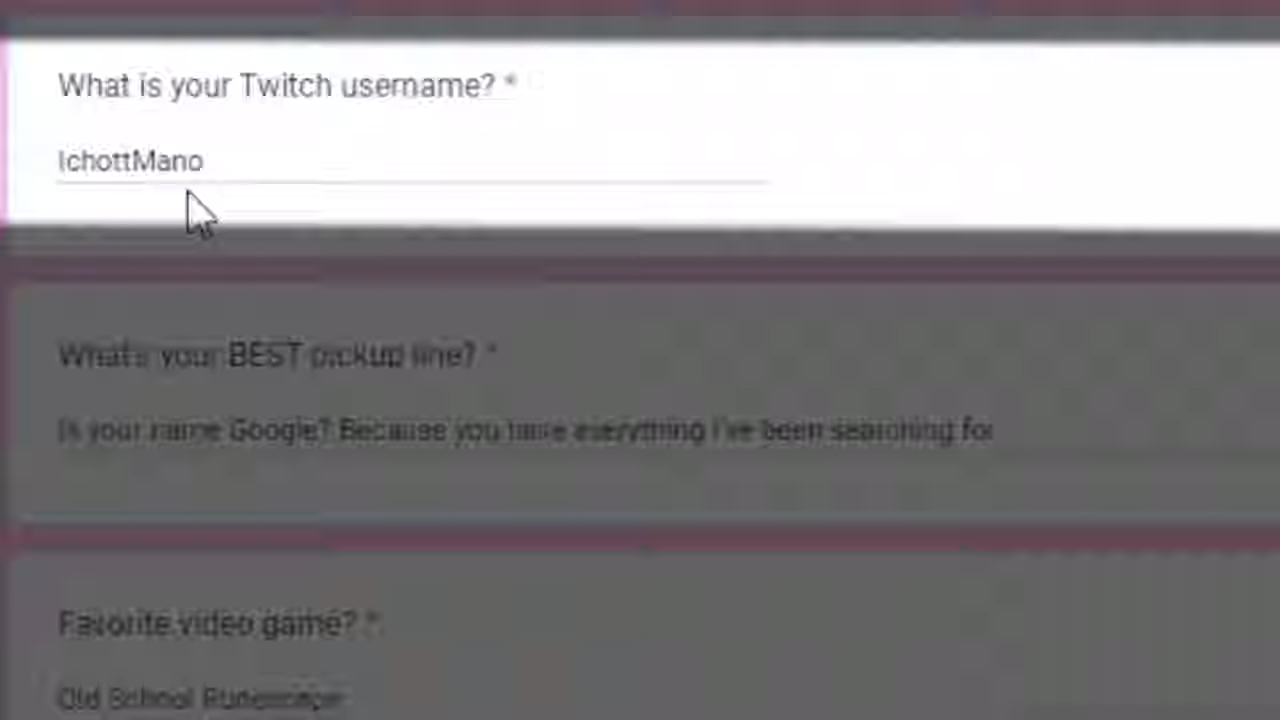 What is your Twitch username? *
IchottMano
What's your BEST pickup line? *
Is your name Google? Because you have everything I've been searching for
Favorite video game? *
Old School Runescape